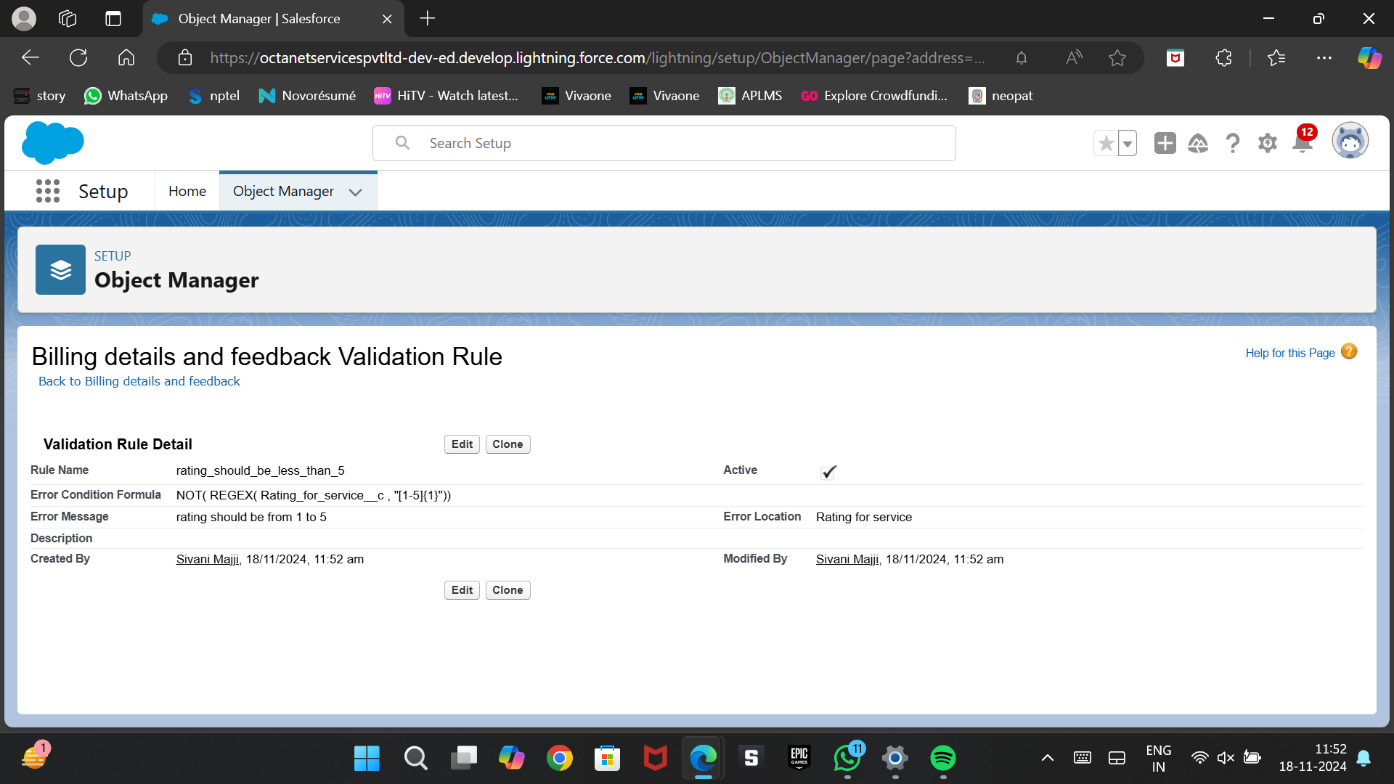 Object Manager | Salesforce
https://octanetservicespvtltd-dev-ed.develop.lightning.force.com/lightning/setup/ObjectManager/page?address=...
story WhatsApp nptel Novorésumé HiTV - Watch latest... Vivaone Vivaone APLMS GO Explore Crowdfundi... neopat
Search Setup
12
Setup Home Object Manager
SETUP
Object Manager
Billing details and feedback Validation Rule
Help for this Page ?
Back to Billing details and feedback
Validation Rule Detail Edit Clone
Rule Name rating_should_be_less_than_5 Active
Error Condition Formula NOT( REGEX( Rating_for_service__c , "[1-5]{1}"))
Error Message rating should be from 1 to 5 Error Location Rating for service
Description
Created By Sivani Majji, 18/11/2024, 11:52 am Modified By Sivani Majji, 18/11/2024, 11:52 am
Edit Clone
1
S
EPIC GAMES
11
ENG
IN
11:52
18-11-2024